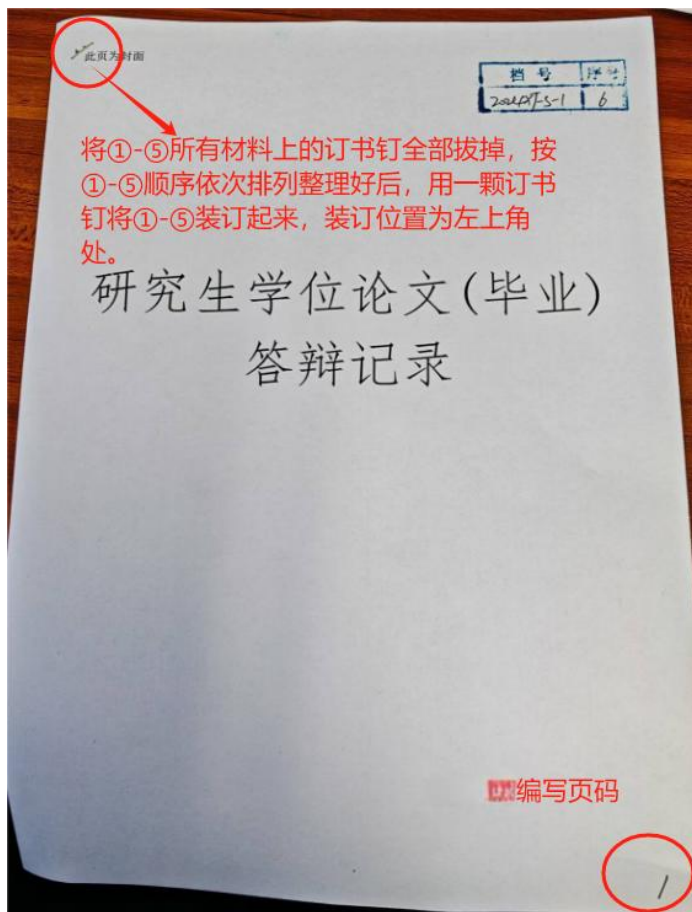 此页为封面
档号 序号
6
将①-⑤所有材料上的订书钉全部拔掉，按
①-⑤顺序依次排列整理好后，用一颗订书
钉将①-⑤装订起来，装订位置为左上角
处。
研究生学位论文(毕业)
答辩记录
编写页码
1